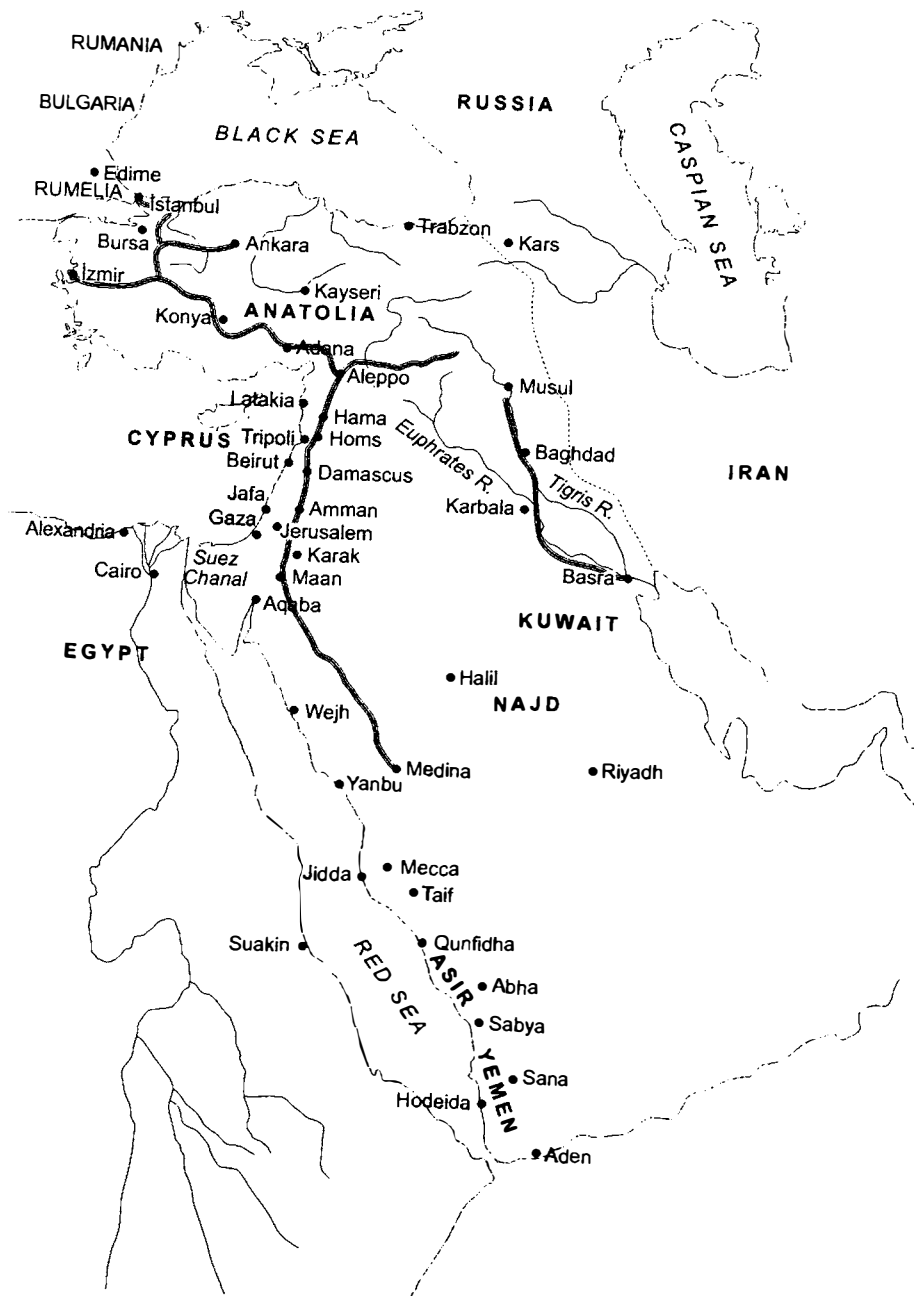 RUMANIA
BULGARIA
RUSSIA
BLACK SEA
CASPIAN SEA
Edirne
RUMELIA
İstanbul
Bursa
Ankara
Trabzon
Kars
İzmir
Kayseri
ANATOLIA
Konya
Adana
Aleppo
Musul
Latakia
Hama
CYPRUS
Tripoli
Homs
Euphrates R.
Baghdad
Beirut
Damascus
IRAN
Tigris R.
Jafa
Amman
Karbala
Gaza
Jerusalem
Alexandria
Suez
Chanal
Karak
Cairo
Maan
Basra
Aqaba
KUWAIT
EGYPT
Halil
NAJD
Wejh
Medina
Riyadh
Yanbu
Mecca
Jidda
Taif
Suakin
RED SEA
Qunfidha
ASIR
Abha
Sabya
YEMEN
Sana
Hodeida
Aden